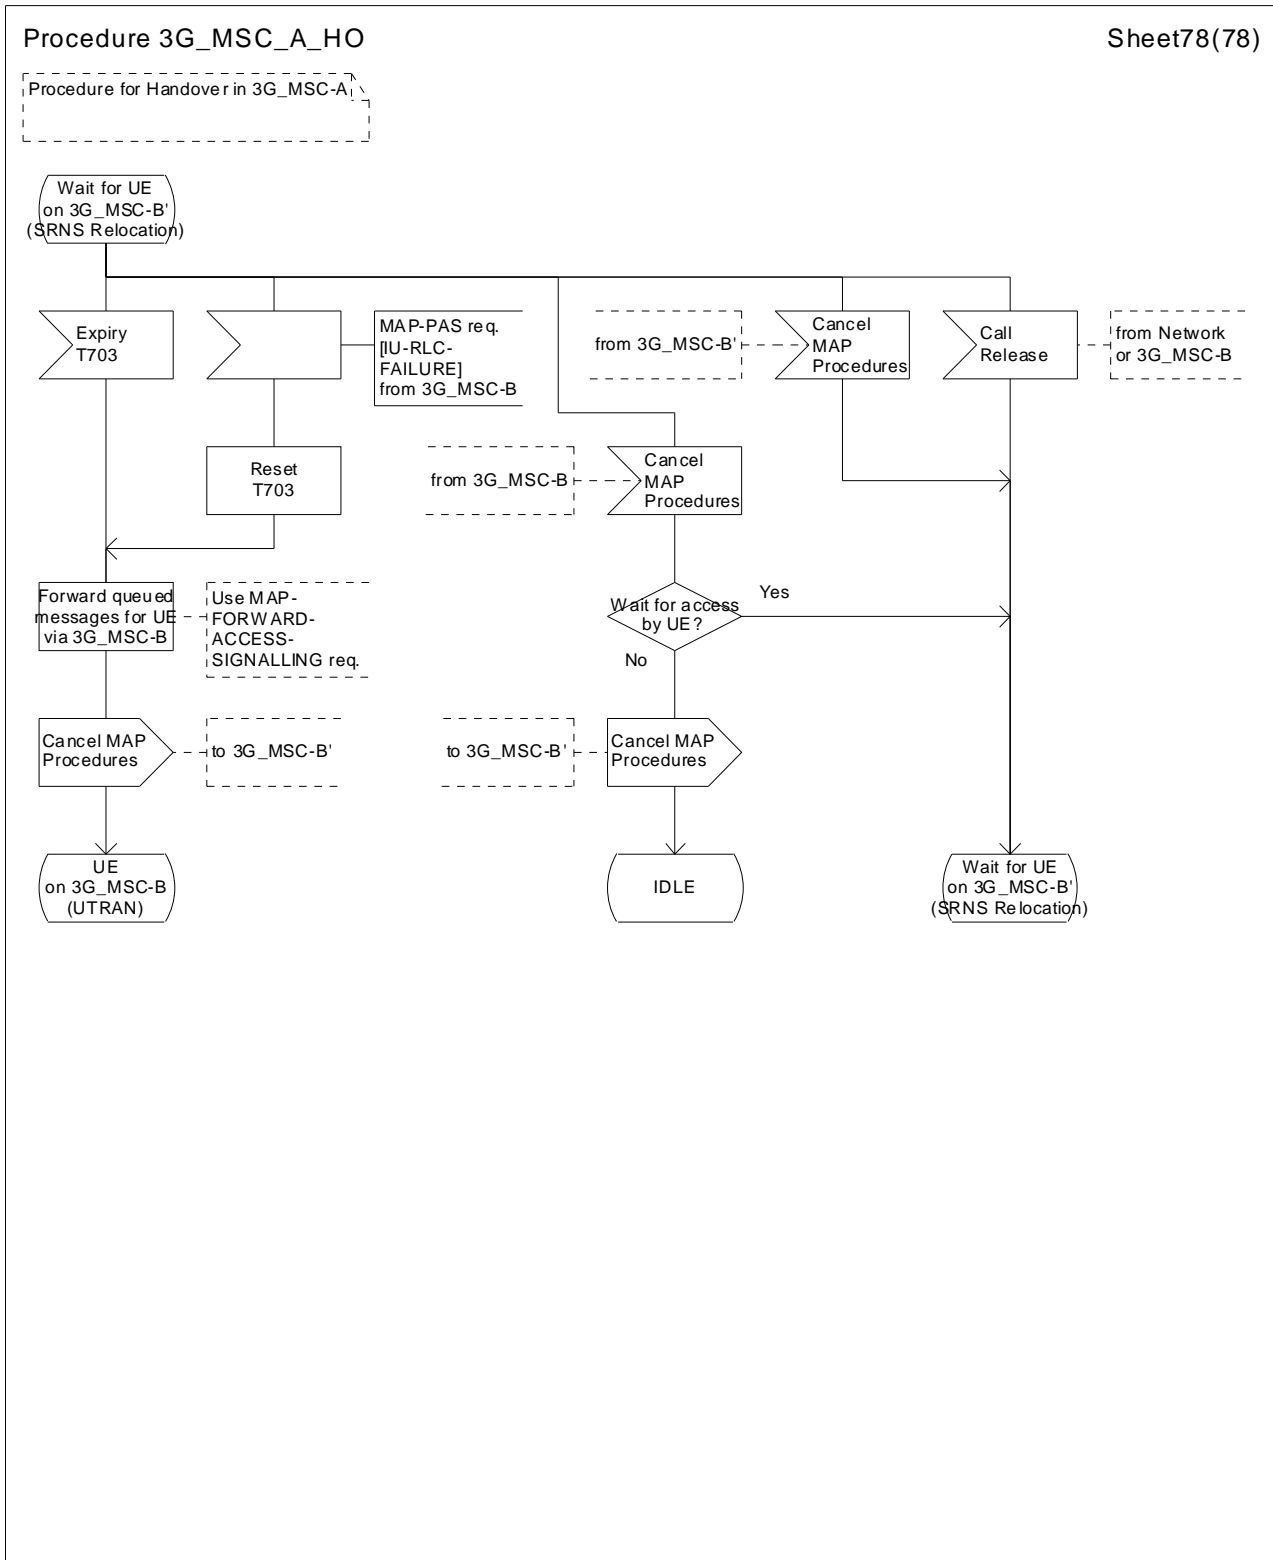 Procedure 3G_MSC_A_HO
Sheet78(78)
Procedure for Handover in 3G_MSC-A
Wait for UE
on 3G_MSC-B'
(SRNS Relocation)
Expiry
T703
MAP-PAS req.
[IU-RLC-
FAILURE]
from 3G_MSC-B
from 3G_MSC-B'
Cancel
MAP
Procedures
Call
Release
from Network
or 3G_MSC-B
Reset
T703
from 3G_MSC-B
Cancel
MAP
Procedures
Forward queued
messages for UE
via 3G_MSC-B
Use MAP-
FORWARD-
ACCESS-
SIGNALLING req.
Wait for access
by UE?
Yes
No
Cancel MAP
Procedures
to 3G_MSC-B'
to 3G_MSC-B'
Cancel MAP
Procedures
UE
on 3G_MSC-B
(UTRAN)
IDLE
Wait for UE
on 3G_MSC-B'
(SRNS Relocation)